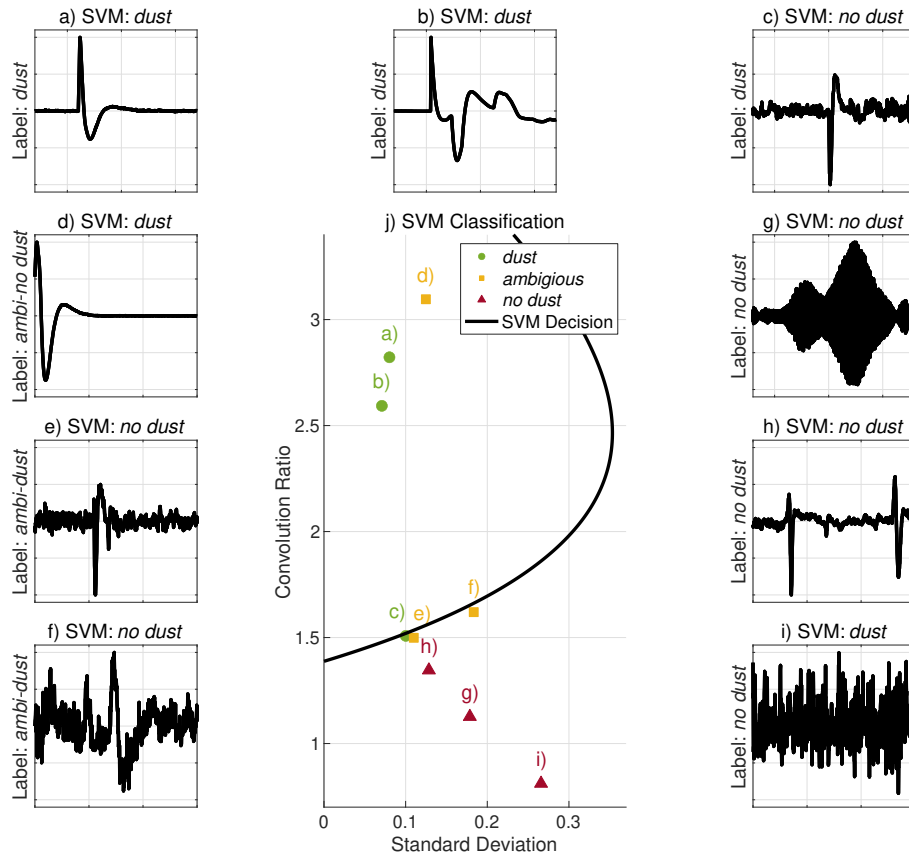 a) SVM: dust
b) SVM: dust
c) SVM: no dust
Label: dust
Label: dust
Label: dust
d) SVM: dust
j) SVM Classification
g) SVM: no dust
Label: ambi-no dust
Label: no dust
dust
ambigious
no dust
SVM Decision
d)
a)
b)
c)
e)
f)
h)
g)
i)
3
2.5
2
1.5
1
Convolution Ratio
0
0.1
0.2
0.3
Standard Deviation
e) SVM: no dust
h) SVM: no dust
Label: ambi-dust
Label: no dust
f) SVM: no dust
i) SVM: dust
Label: ambi-dust
Label: no dust